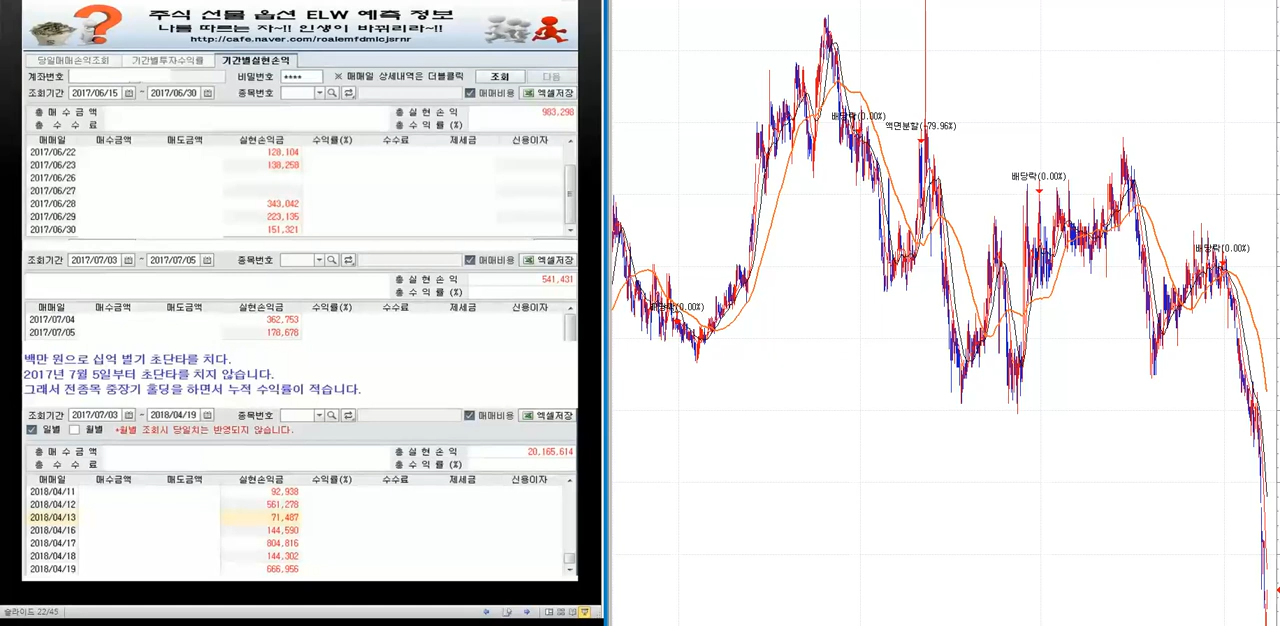 주식 선물 옵션 ELW 예측 정보
나를 따르는 자~!! 인생이 바뀌리라~!!
http://cafe.naver.com/roalemfdmlcjsrnr
당일매매손익조회 기간별투자수익률 기간별실현손익
계좌번호 비밀번호 **** ※ 매매일 상세내역은 더블클릭 조회 다음
조회기간 2017/06/15 ~ 2017/06/30 종목번호 매매비용 엑셀저장
총 매 수 금 액 총 실 현 손 익 983,298
총 수 수 료 총 수 익 률 (%)
매매일 매수금액 매도금액 실현손익금 수익률(%) 수수료 제세금 신용이자
2017/06/22 128,104
2017/06/23 138,258
2017/06/26
2017/06/27
2017/06/28 343,042
2017/06/29 223,135
2017/06/30 151,321
조회기간 2017/07/03 ~ 2017/07/05 종목번호 매매비용 엑셀저장
총 실 현 손 익 541,431
총 수 익 률 (%)
매매일 매수금액 매도금액 실현손익금 수익률(%) 수수료 제세금 신용이자
2017/07/04 362,753
2017/07/05 178,678
백만 원으로 십억 벌기 초단타를 치다.
2017년 7월 5일부터 초단타를 치지 않습니다.
그래서 전종목 중장기 홀딩을 하면서 누적 수익률이 적습니다.
조회기간 2017/07/03 ~ 2018/04/19 종목번호 매매비용 엑셀저장
일별 월별 *월별 조회시 당일치는 반영되지 않습니다.
총 매 수 금 액 총 실 현 손 익 20,165,614
총 수 수 료 총 수 익 률 (%)
매매일 매수금액 매도금액 실현손익금 수익률(%) 수수료 제세금 신용이자
2018/04/11 92,938
2018/04/12 561,278
2018/04/13 71,487
2018/04/16 144,590
2018/04/17 804,816
2018/04/18 144,302
2018/04/19 666,956
슬라이드 22/45
배당락(0.00%)
액면분할(-79.96%)
배당락(0.00%)
배당락(0.00%)
배당락(0.00%)